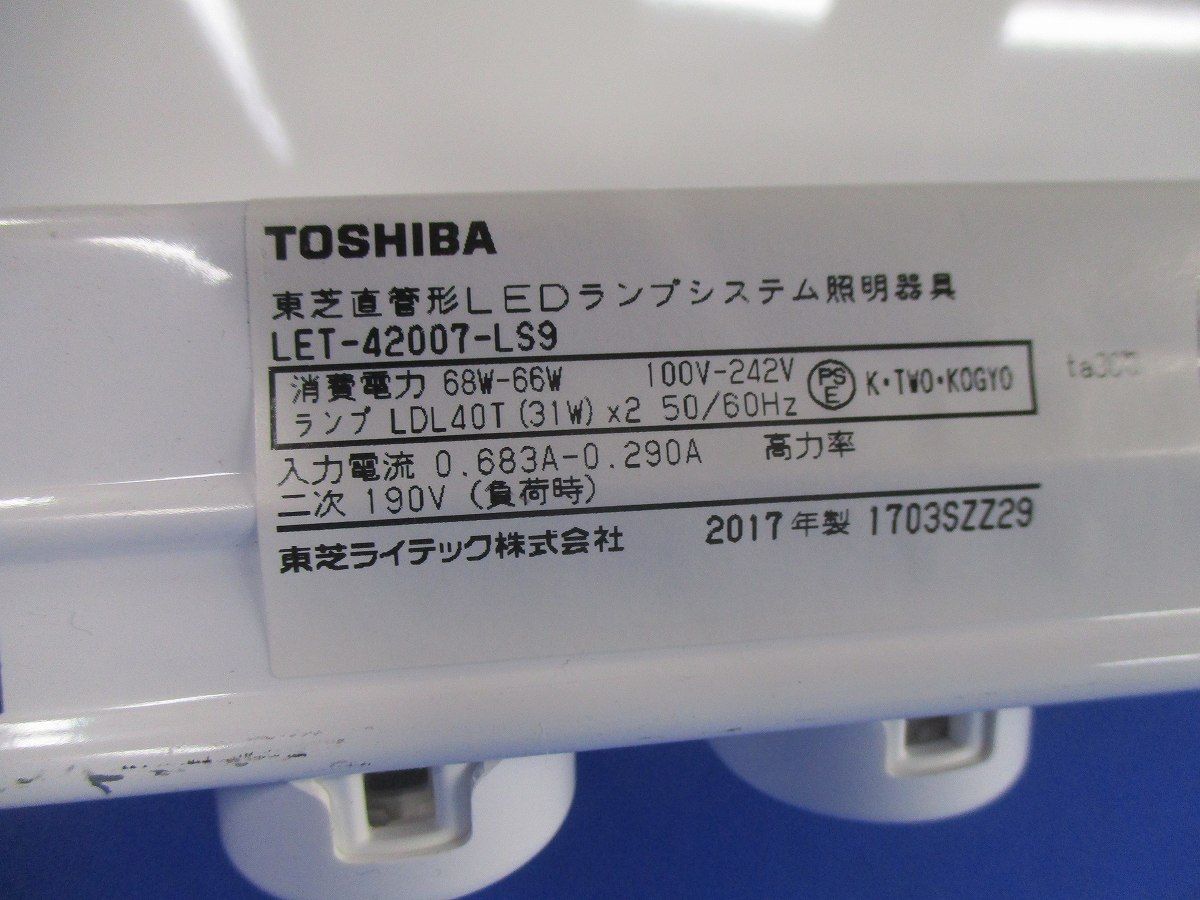 TOSHIBA
東芝直管形LEDランプシステム照明器具
LET-42007-LS9
消費電力 68W-66W 100V-242V PSE K・TWO・KOGYO
ランプ LDL40T(31W)×2 50/60Hz
入力電流 0.683A-0.290A 高力率
二次 190V (負荷時)
東芝ライテック株式会社 2017年製 1703SZZ29